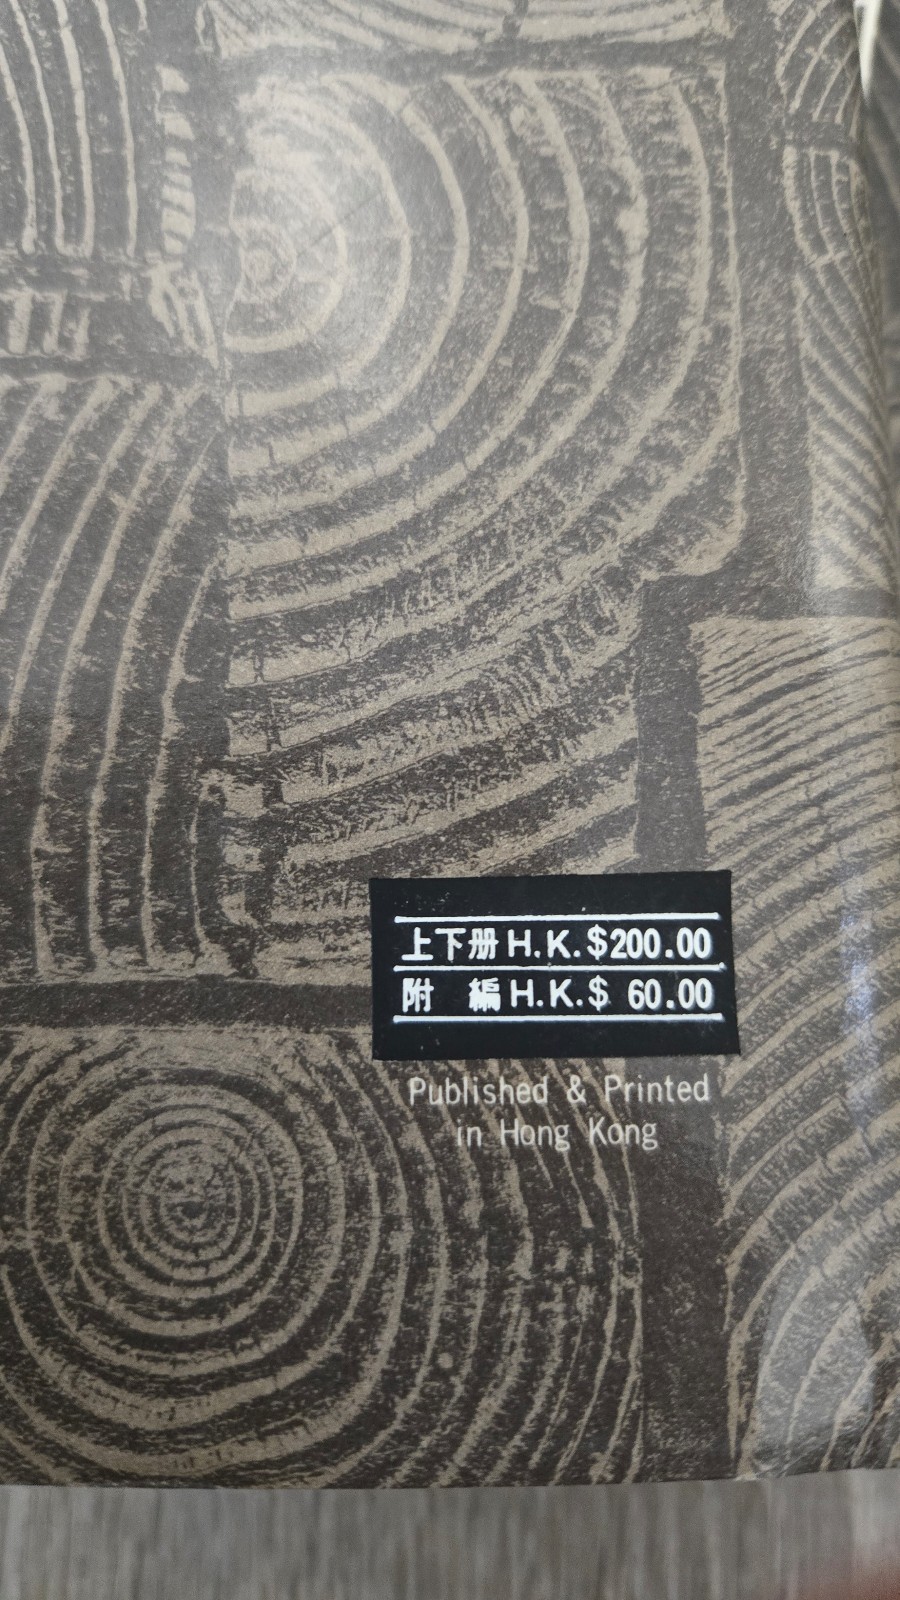 上下册 H.K.$200.00
附 編 H.K.$ 60.00
Published & Printed
in Hong Kong